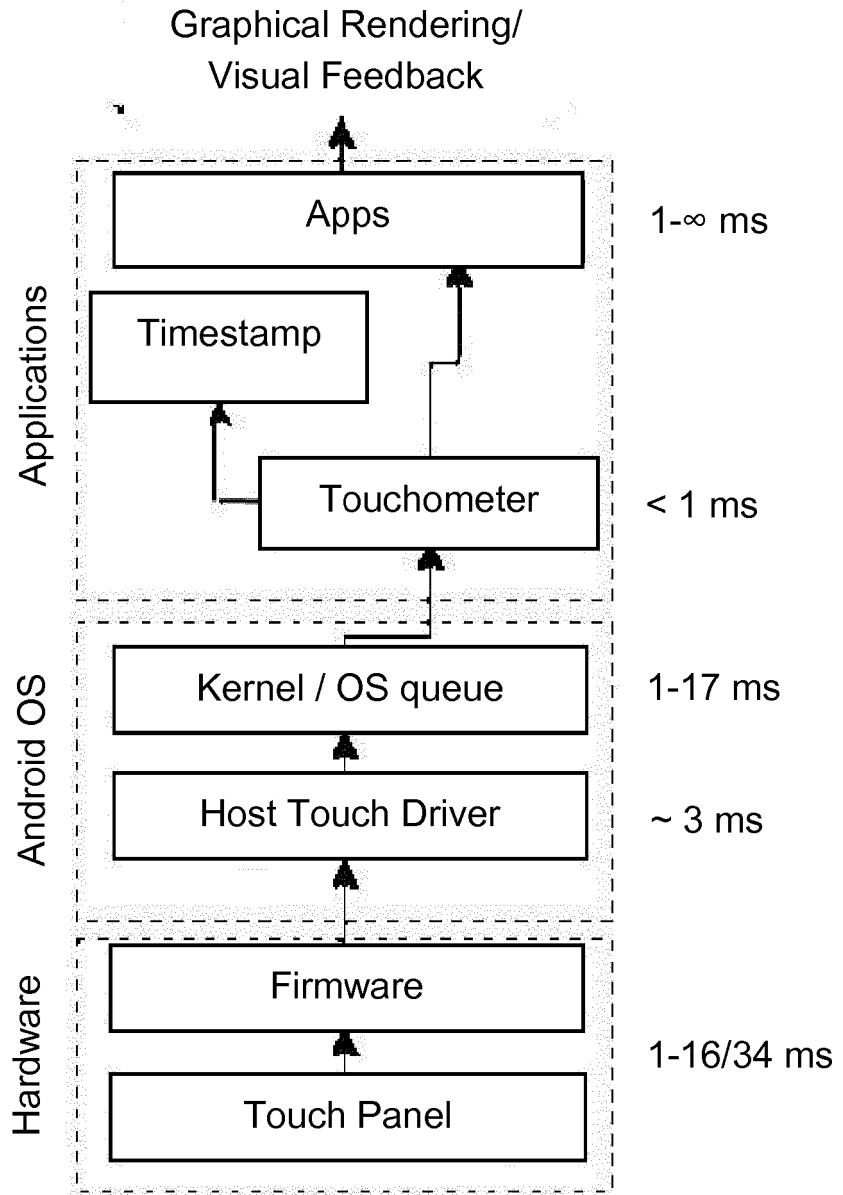 Graphical Rendering/
Visual Feedback
Apps
1-∞ ms
Timestamp
Applications
Touchometer
< 1 ms
Kernel / OS queue
1-17 ms
Android OS
Host Touch Driver
~ 3 ms
Firmware
Hardware
1-16/34 ms
Touch Panel